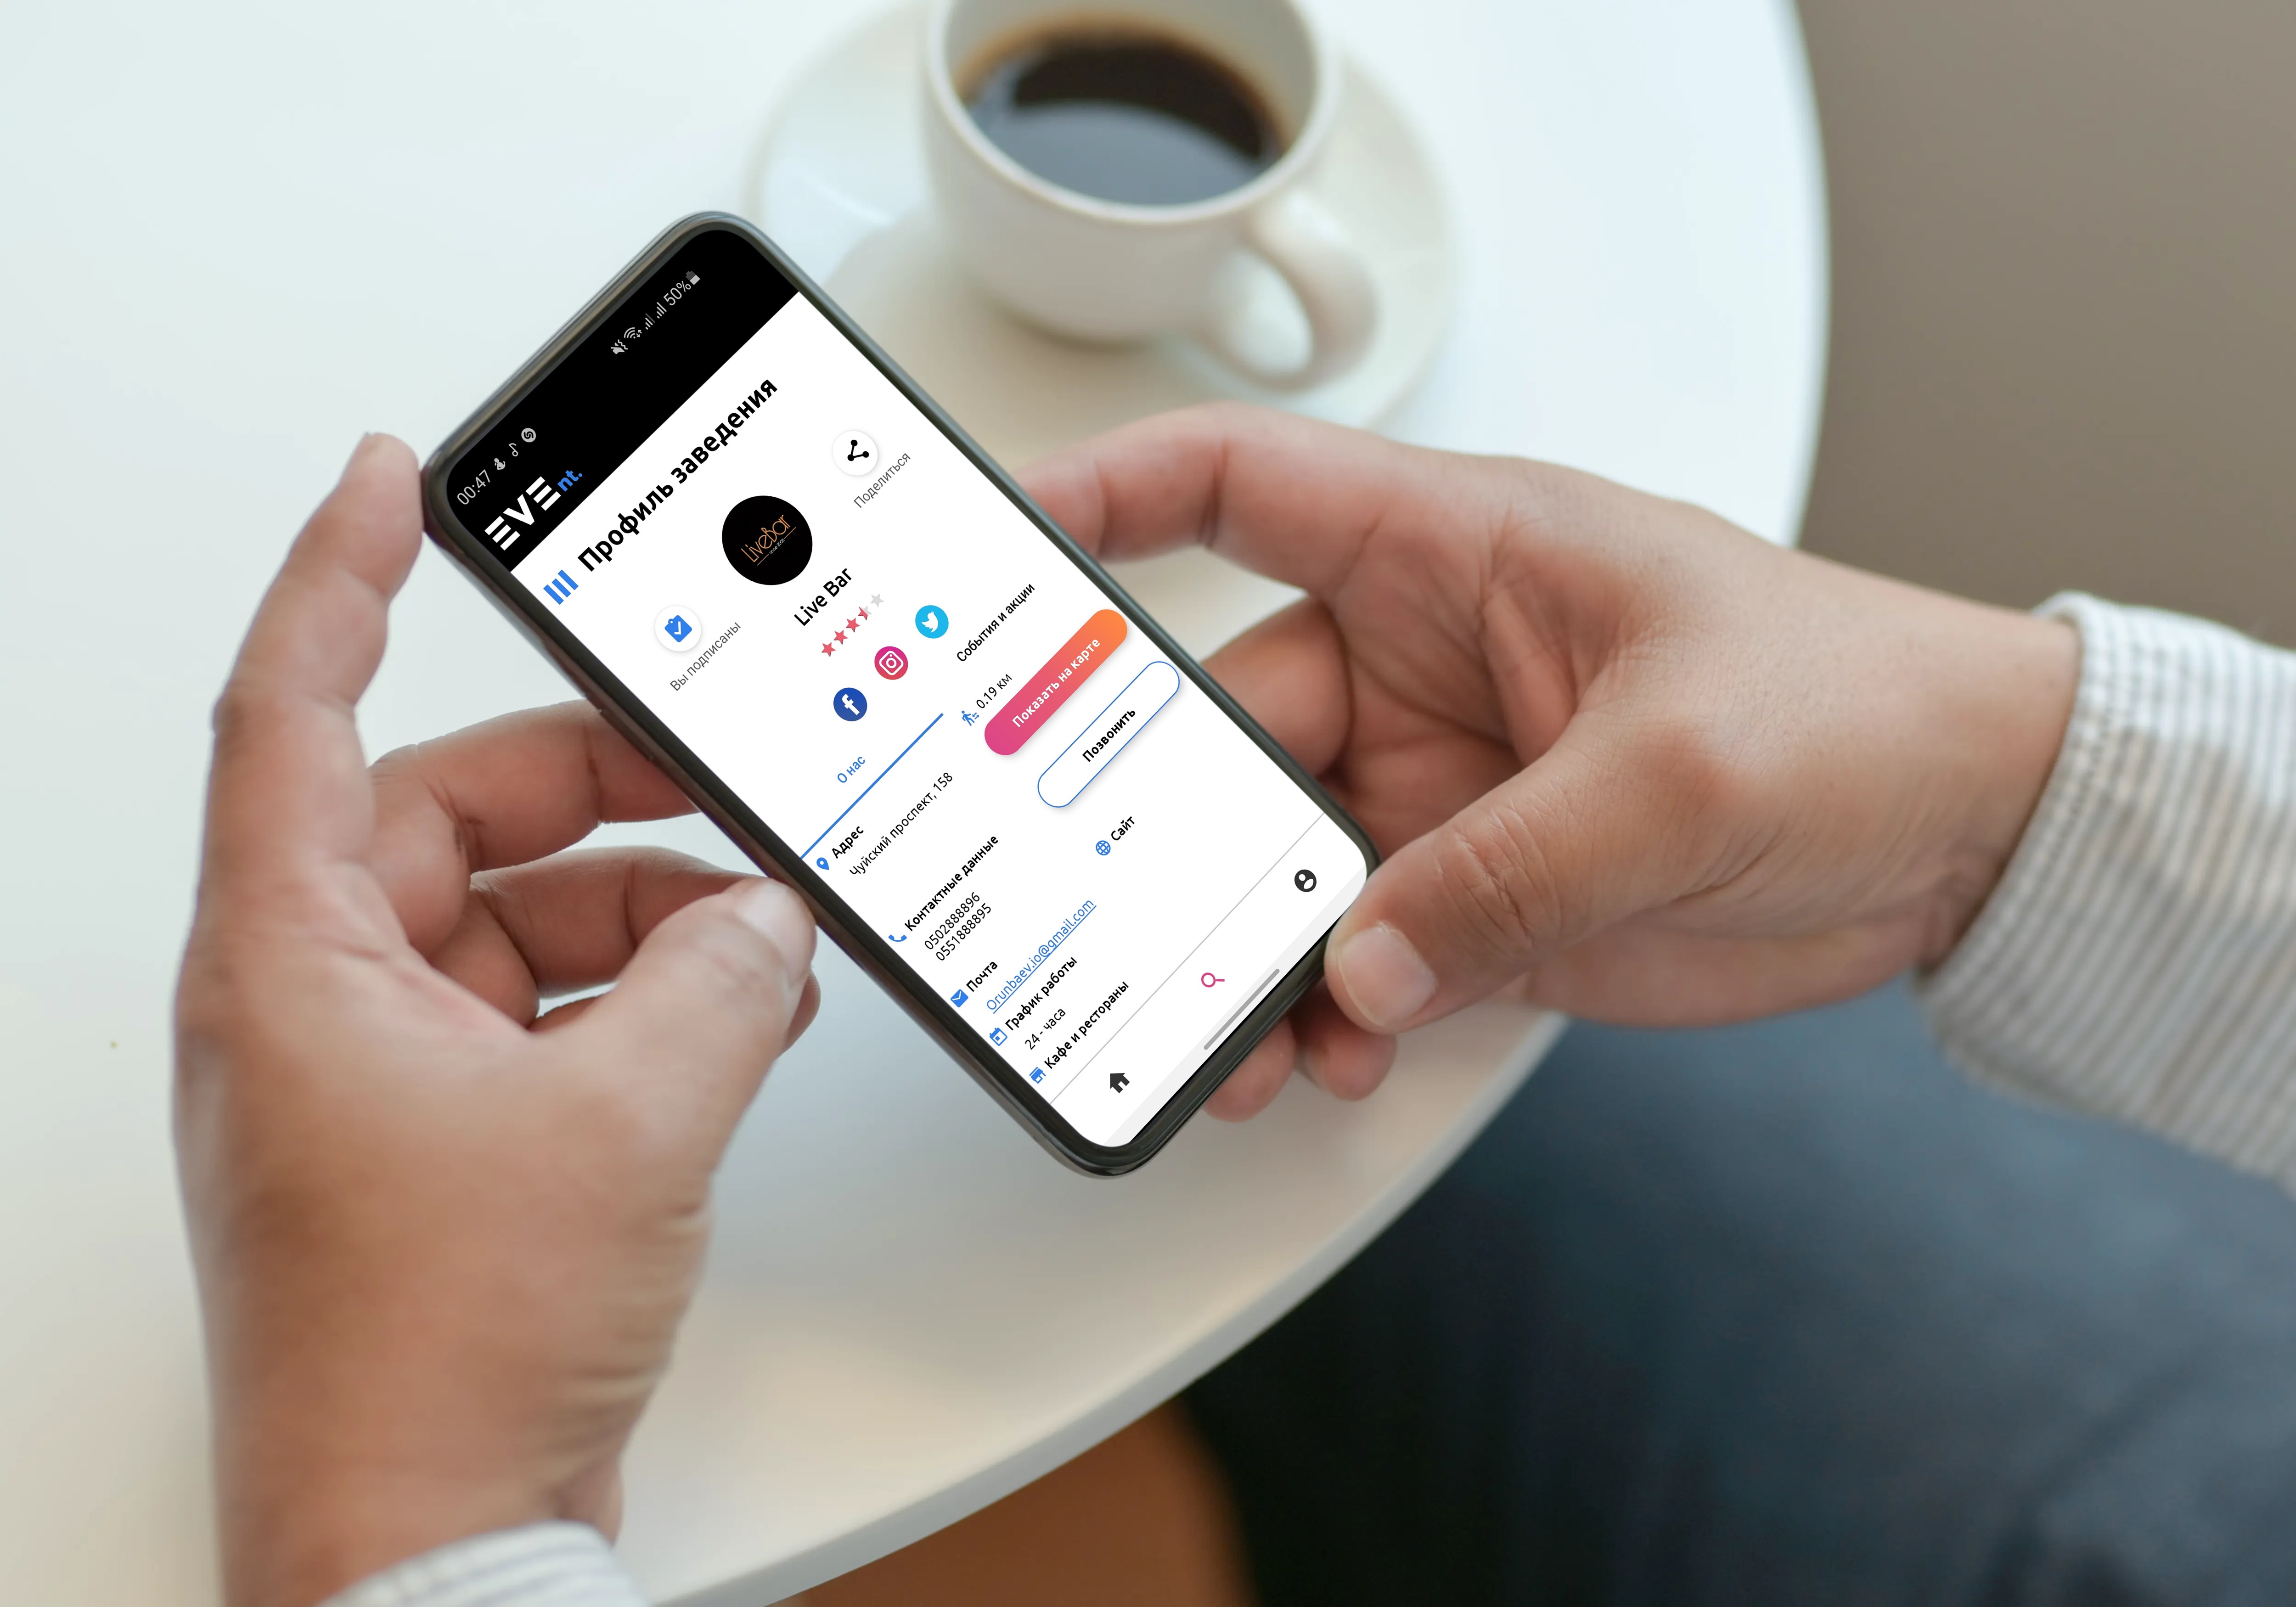 00:47
50%
EVEnt.
Профиль заведения
LiveBar
Вы подписаны
Поделиться
Live Bar
О нас
События и акции
Адрес
Чуйский проспект, 158
0.19 км
Показать на карте
Контактные данные
0502888896
0551888895
Позвонить
Почта
Orunbaev.io@gmail.com
Сайт
График работы
24 - часа
Кафе и рестораны